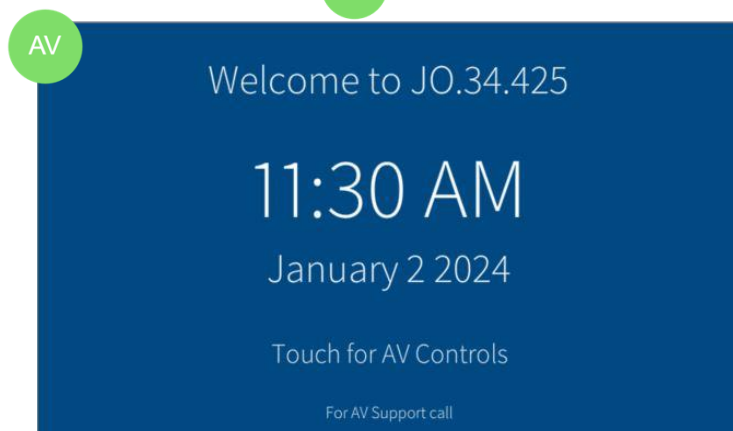 AV
Welcome to JO.34.425
11:30 AM
January 2 2024
Touch for AV Controls
For AV Support call